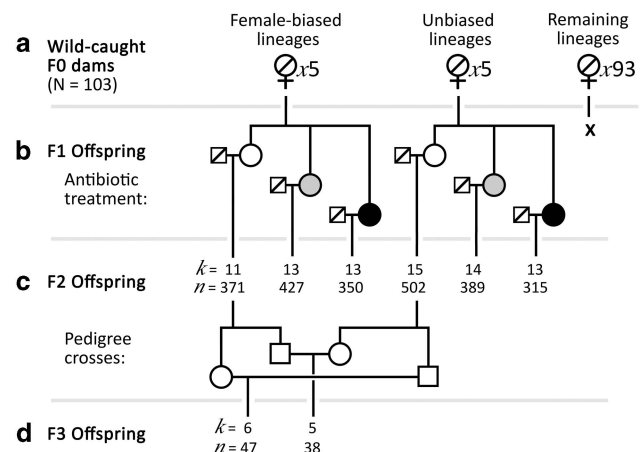 Female-biased lineages
Unbiased lineages
Remaining lineages
a Wild-caught F0 dams (N = 103)
x5
x5
x93
x
b F1 Offspring
Antibiotic treatment:
k = 11 13 13 15 14 13
c F2 Offspring n = 371 427 350 502 389 315
Pedigree crosses:
k = 6 5
d F3 Offspring n = 47 38